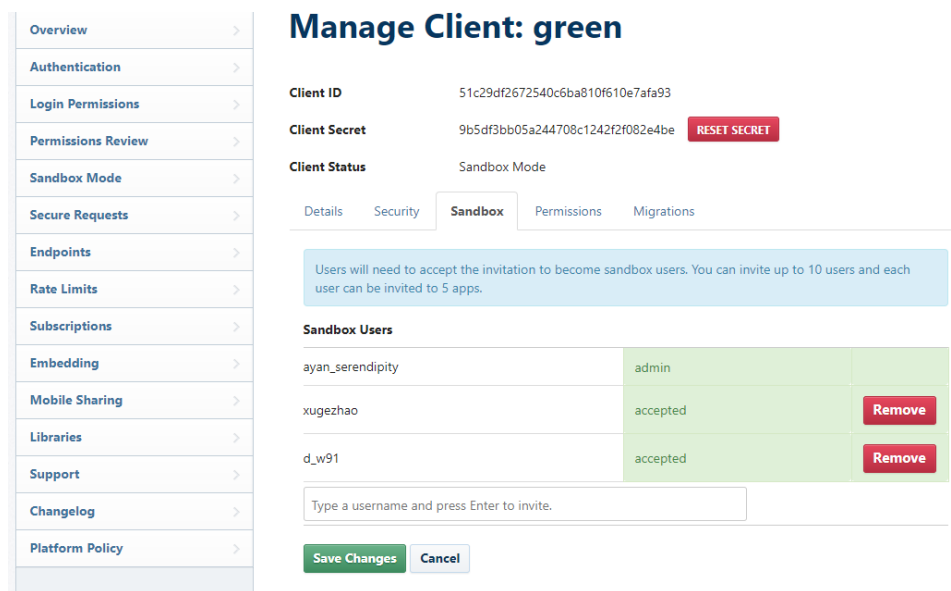 Overview
Authentication
Login Permissions
Permissions Review
Sandbox Mode
Secure Requests
Endpoints
Rate Limits
Subscriptions
Embedding
Mobile Sharing
Libraries
Support
Changelog
Platform Policy
Manage Client: green
Client ID 51c29df2672540c6ba810f610e7afa93
Client Secret 9b5df3bb05a244708c1242f2f082e4be RESET SECRET
Client Status Sandbox Mode
Details Security Sandbox Permissions Migrations
Users will need to accept the invitation to become sandbox users. You can invite up to 10 users and each
user can be invited to 5 apps.
Sandbox Users
ayan_serendipity admin
xugezhao accepted Remove
d_w91 accepted Remove
Type a username and press Enter to invite.
Save Changes Cancel